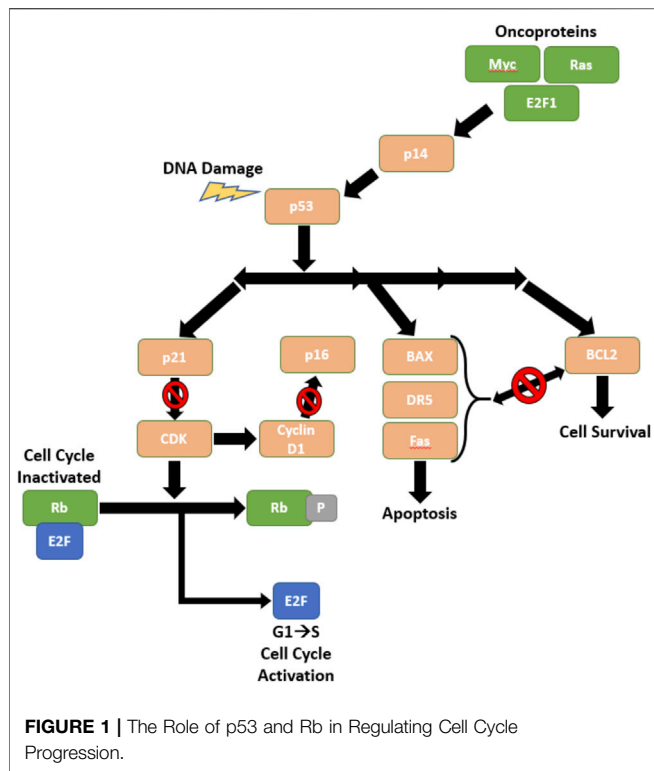 Oncoproteins
Myc
Ras
E2F1
p14
DNA Damage
p53
p21
p16
BAX
BCL2
DR5
CDK
Cyclin
D1
Fas
Cell Survival
Cell Cycle
Inactivated
Rb
E2F
Rb
P
Apoptosis
E2F
G1→S
Cell Cycle
Activation
FIGURE 1 | The Role of p53 and Rb in Regulating Cell Cycle
Progression.